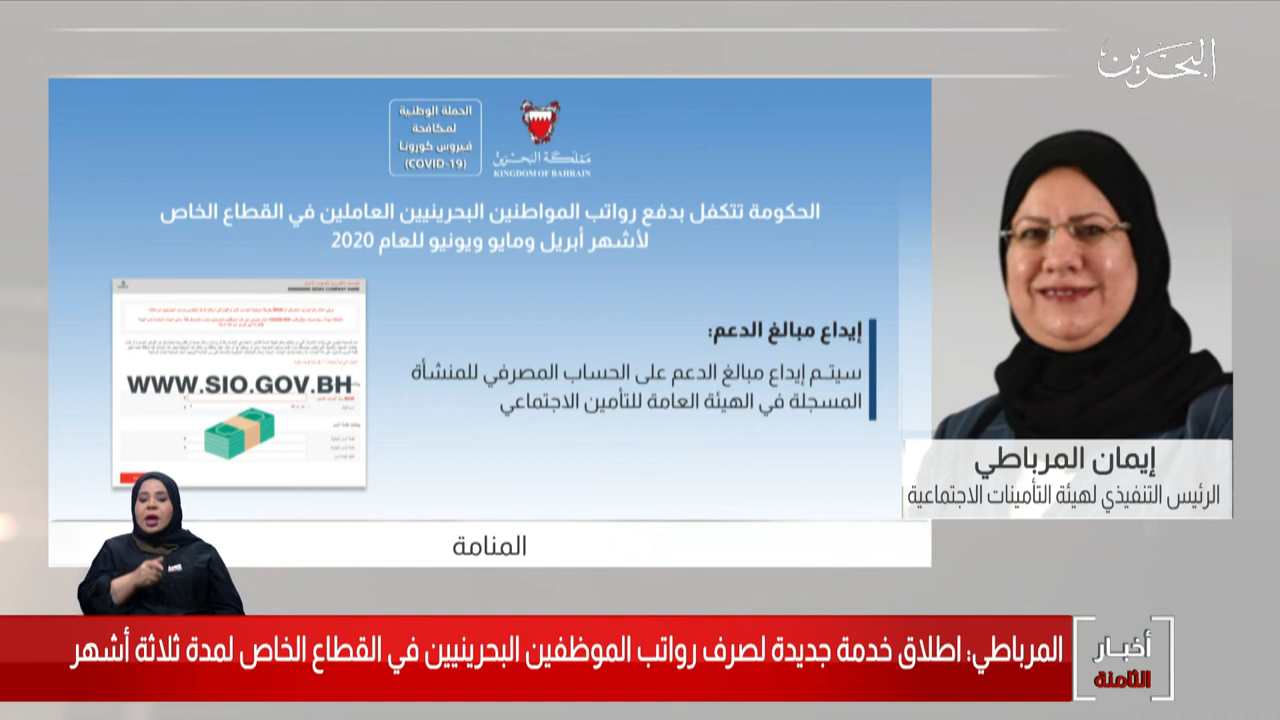 البحرين
الحملة الوطنية
لمكافحة
فيروس كورونا
(COVID-19)
مملكة البحرين
KINGDOM OF BAHRAIN
الحكومة تتكفل بدفع رواتب المواطنين البحرينيين العاملين في القطاع الخاص
لأشهر أبريل ومايو ويونيو للعام 2020
إيداع مبالغ الدعم:
سيتم إيداع مبالغ الدعم على الحساب المصرفي للمنشأة
المسجلة في الهيئة العامة للتأمين الاجتماعي
WWW.SIO.GOV.BH
إيمان المرباطي
الرئيس التنفيذي لهيئة التأمينات الاجتماعية
المنامة
أخبار
الثامنة
المرباطي: اطلاق خدمة جديدة لصرف رواتب الموظفين البحرينيين في القطاع الخاص لمدة ثلاثة أشهر